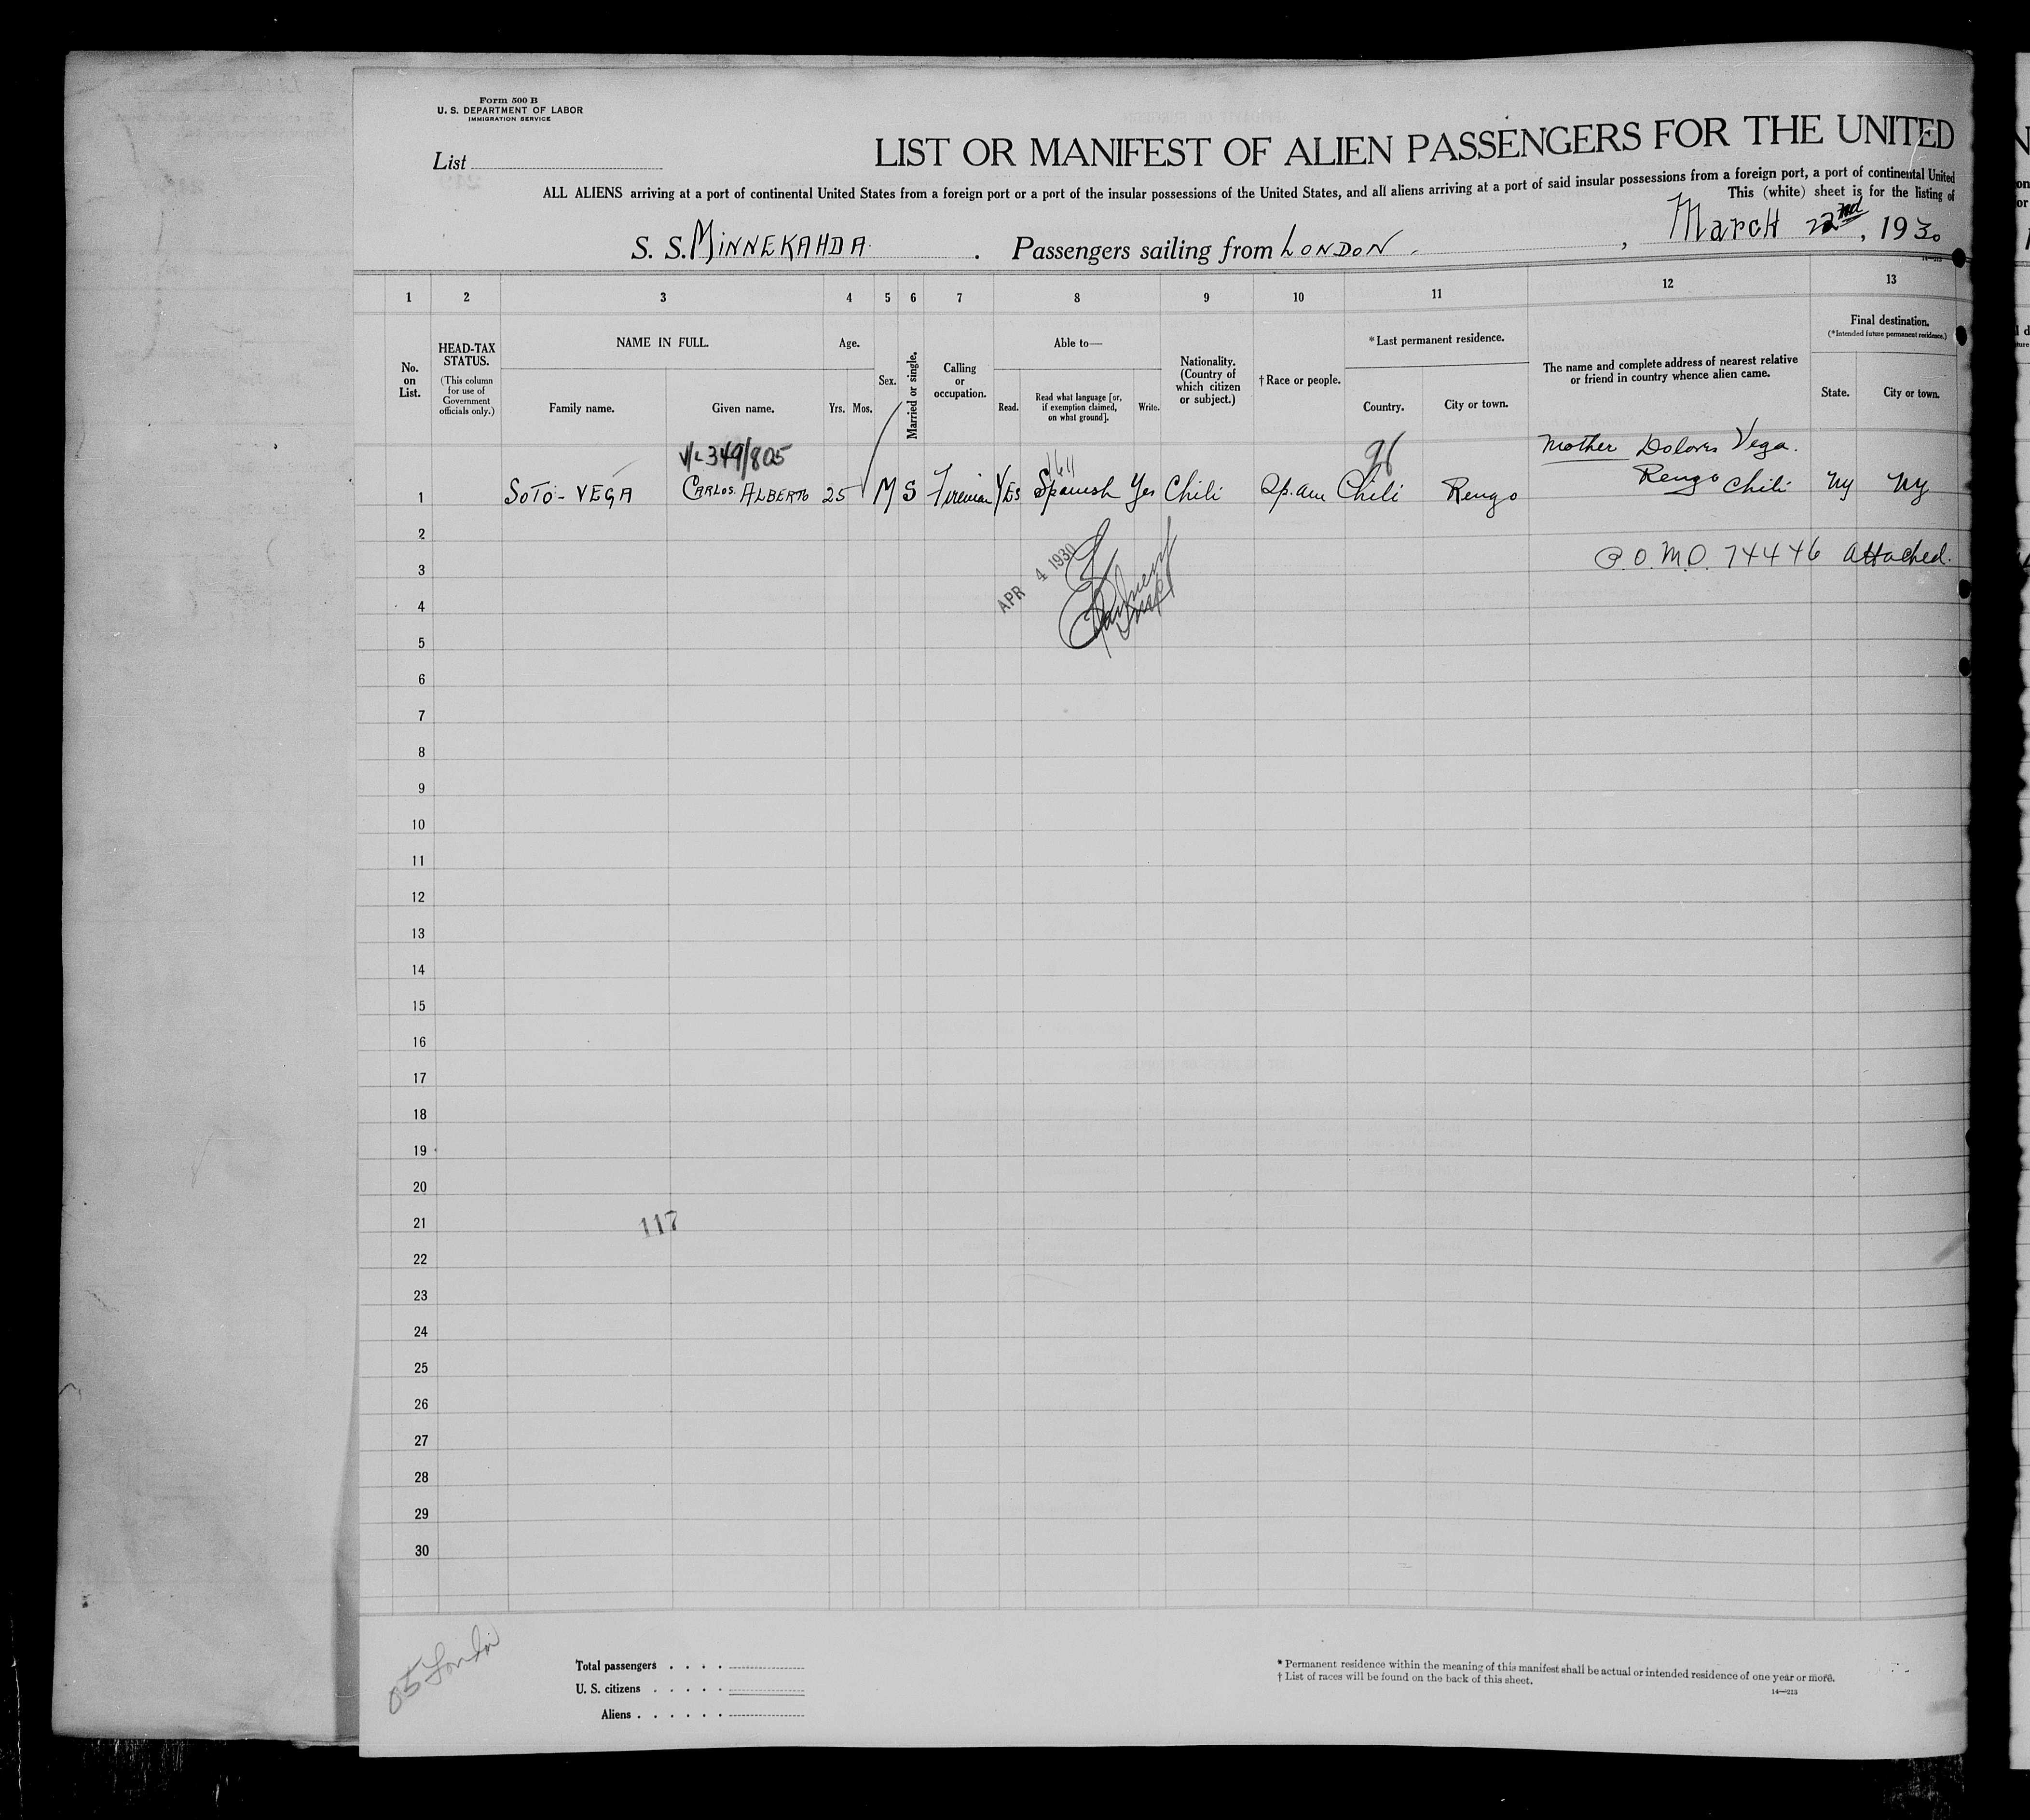 Form 500 B
U. S. DEPARTMENT OF LABOR
IMMIGRATION SERVICE
List
LIST OR MANIFEST OF ALIEN PASSENGERS FOR THE UNITED
ALL ALIENS arriving at a port of continental United States from a foreign port or a port of the insular possessions of the United States, and all aliens arriving at a port of said insular possessions from a foreign port, a port of continental United
This (white) sheet is for the listing of
S. S. MINNEKAHDA. Passengers sailing from LONDON. , March 22nd, 1930
1 2 3 4 5 6 7 8 9 10 11 12 13
No. on List.
HEAD-TAX STATUS.
(This column for use of Government officials only.)
NAME IN FULL.
Family name. Given name.
Age.
Yrs. Mos.
Sex.
Married or single.
Calling or occupation.
Able to—
Read. Read what language [or, if exemption claimed, on what ground]. Write.
Nationality. (Country of which citizen or subject.)
† Race or people.
* Last permanent residence.
Country. City or town.
The name and complete address of nearest relative or friend in country whence alien came.
Final destination.
(*Intended future permanent residence.)
State. City or town.
349/805
98
Mother Dolores Vega.
1 SOTO-VEGA CARLOS. ALBERTO 25 M S Yes Spanish Yes Chili Sp. am Chili Rengo Rengo Chili NY NY
2
3 P.O.M.O. 74446 Attached.
APR 4 1930
4
5
6
7
8
9
10
11
12
13
14
15
16
17
18
19
20
21
117
22
23
24
25
26
27
28
29
30
Total passengers . . . .
U. S. citizens . . . . .
Aliens . . . . . .
* Permanent residence within the meaning of this manifest shall be actual or intended residence of one year or more.
† List of races will be found on the back of this sheet.
14—213